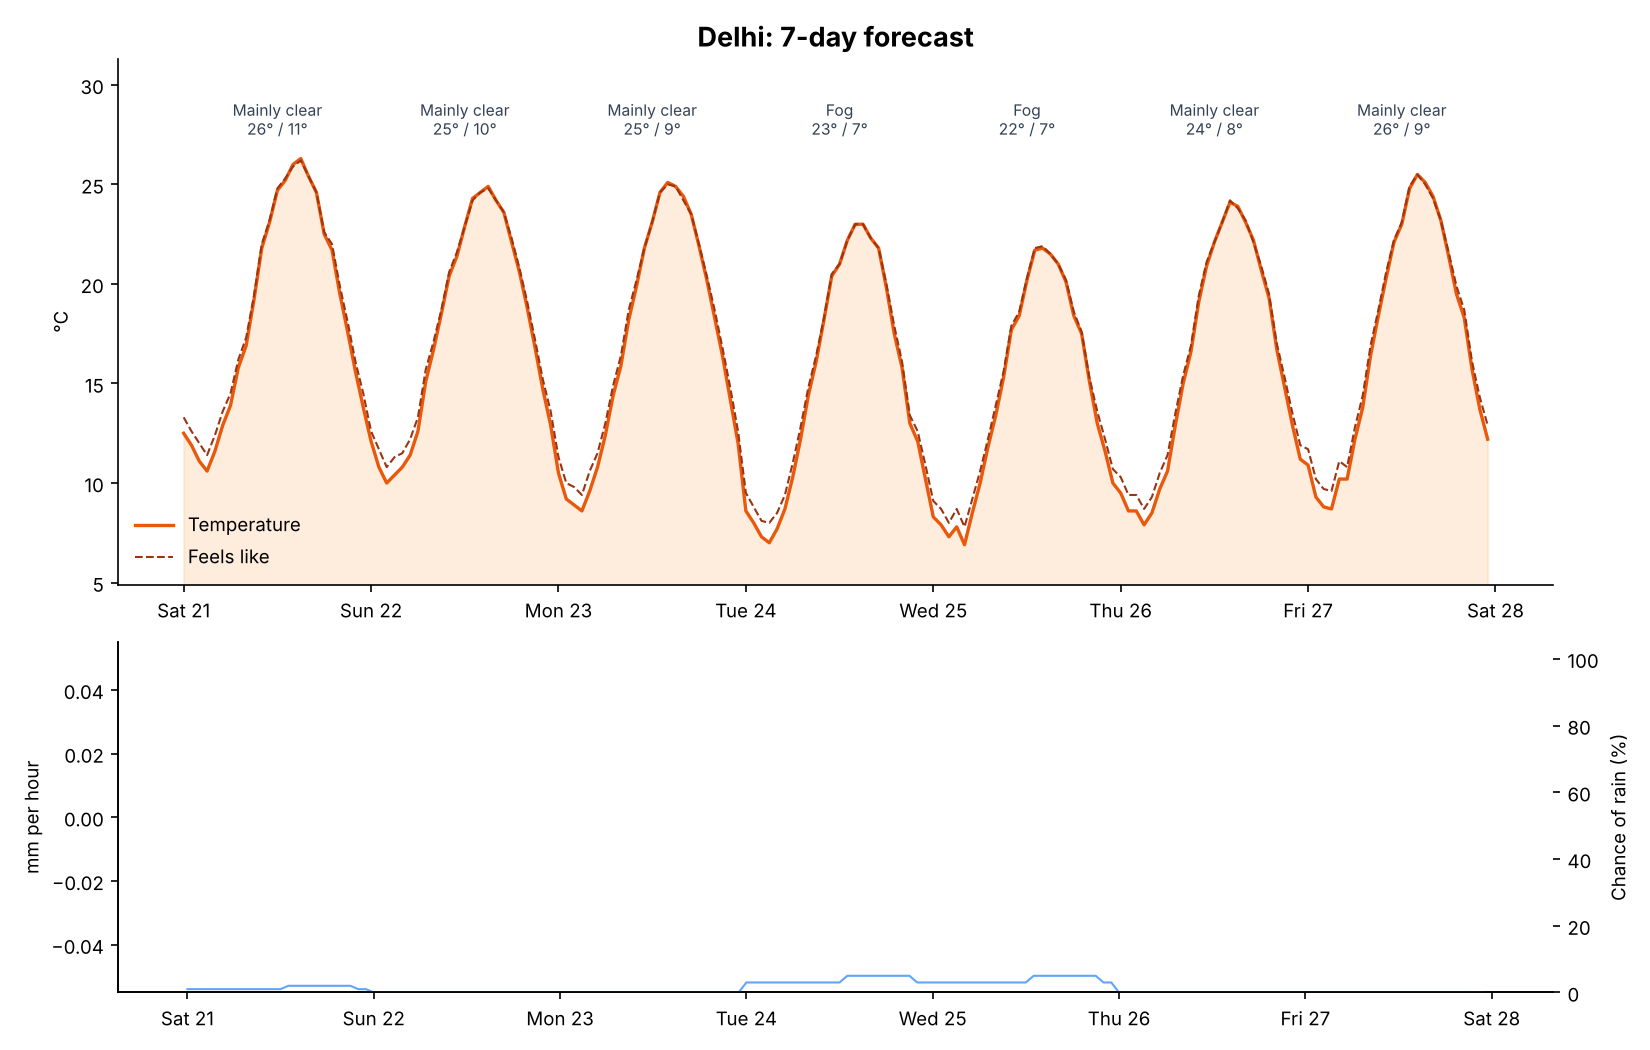 Delhi: 7-day forecast
30
25
20
15
10
5
°C
Mainly clear
26° / 11°
Mainly clear
25° / 10°
Mainly clear
25° / 9°
Fog
23° / 7°
Fog
22° / 7°
Mainly clear
24° / 8°
Mainly clear
26° / 9°
Temperature
Feels like
Sat 21 Sun 22 Mon 23 Tue 24 Wed 25 Thu 26 Fri 27 Sat 28
0.04
0.02
0.00
−0.02
−0.04
mm per hour
100
80
60
40
20
0
Chance of rain (%)
Sat 21 Sun 22 Mon 23 Tue 24 Wed 25 Thu 26 Fri 27 Sat 28